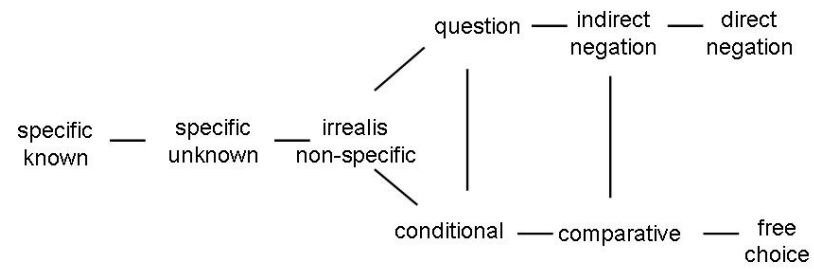 question
indirect
negation
direct
negation
specific
known
specific
unknown
irrealis
non-specific
conditional
comparative
free
choice